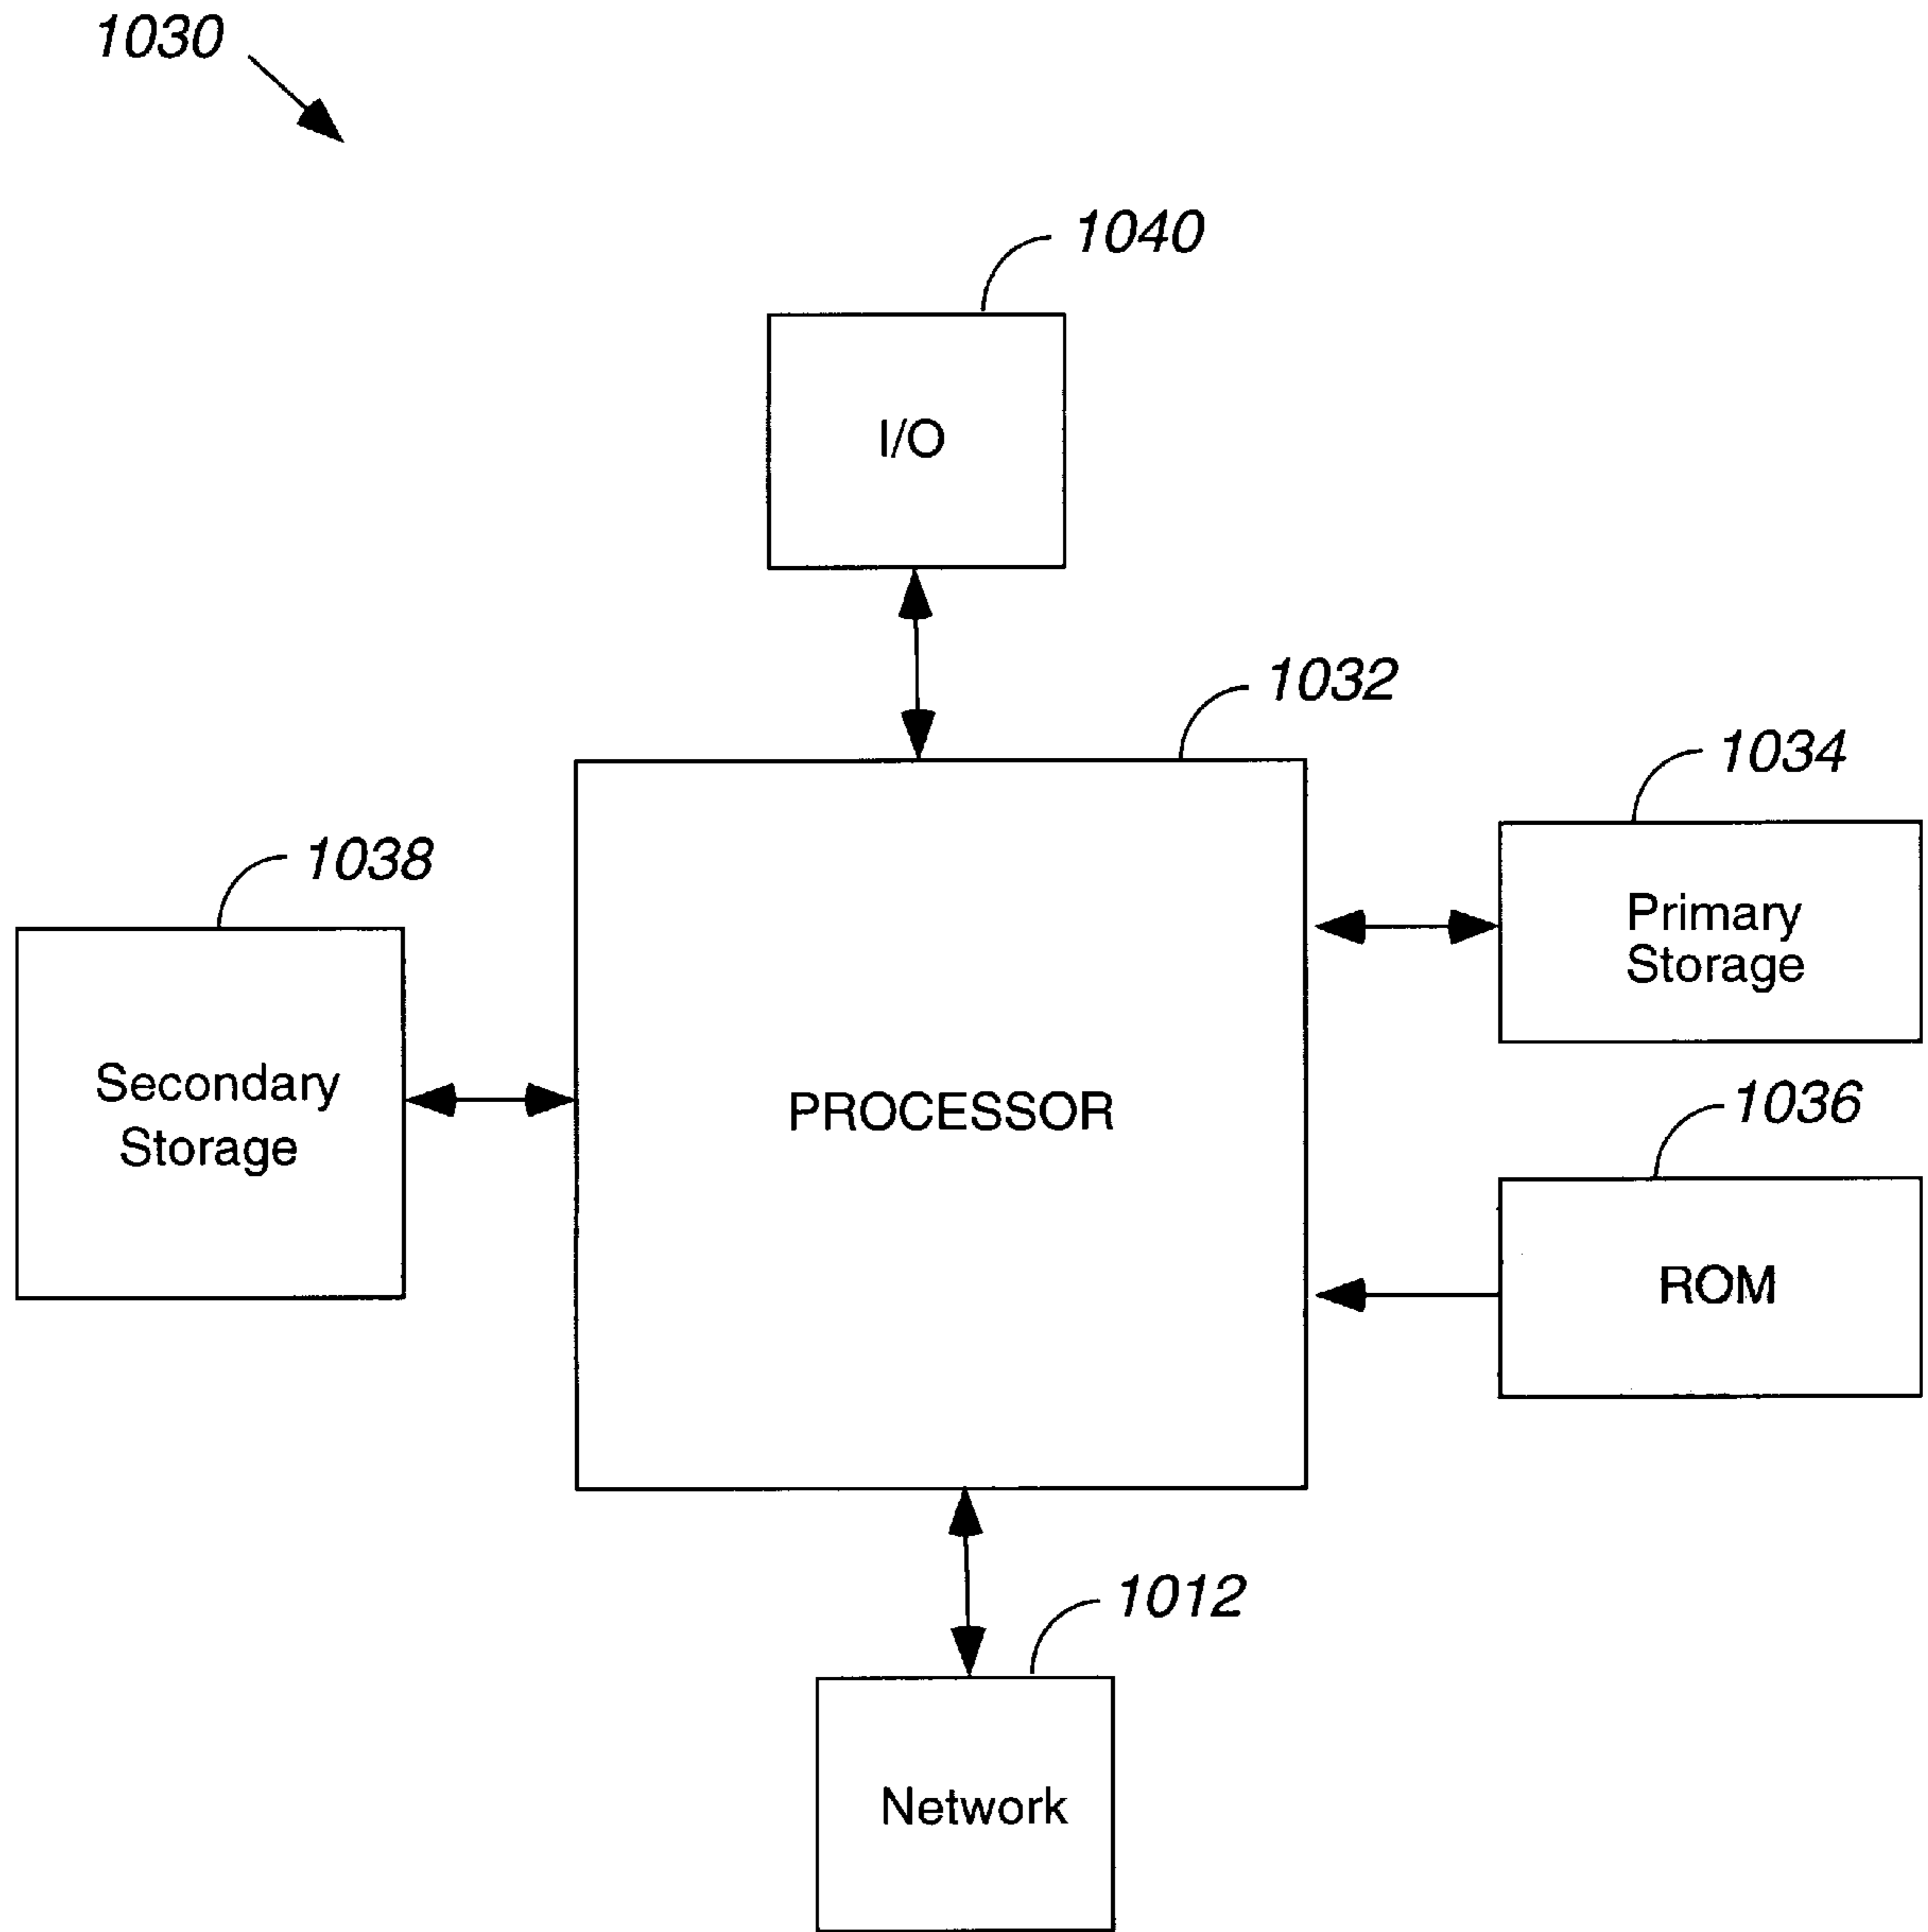 1030
1040
I/O
1032
1034
Primary
Storage
1038
Secondary
Storage
PROCESSOR
1036
ROM
1012
Network